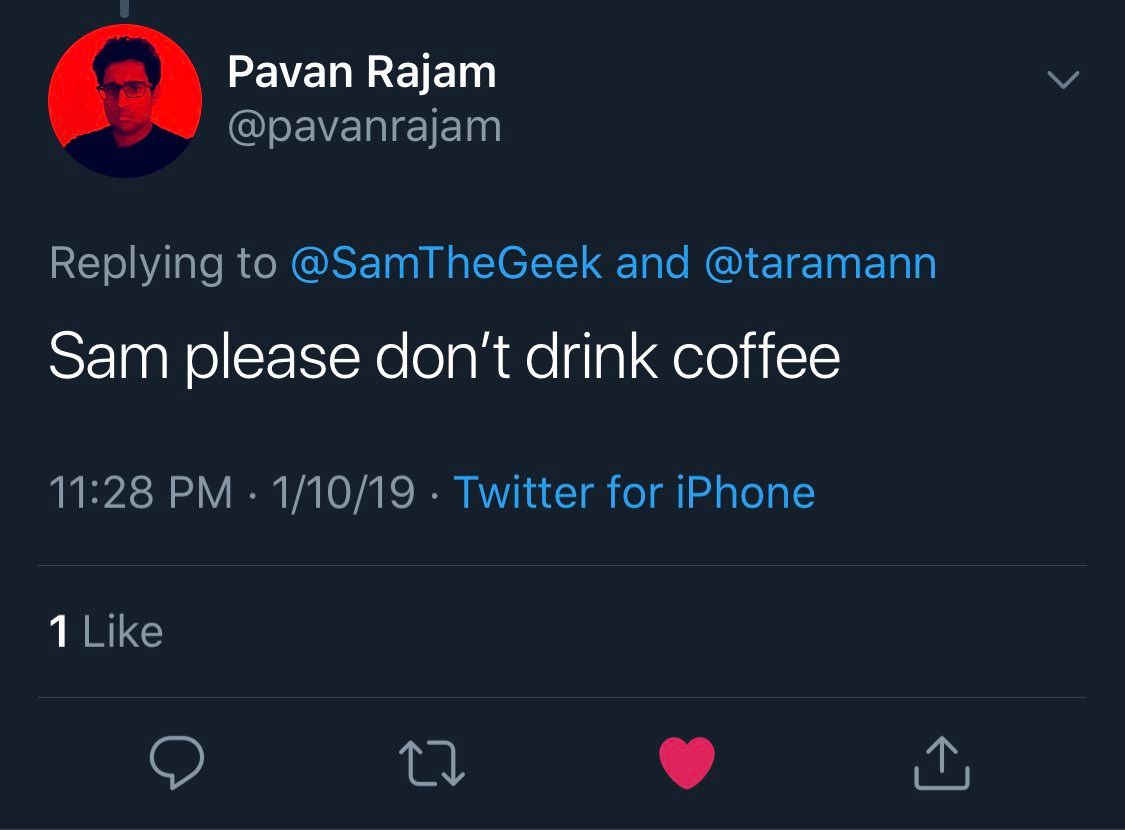 Pavan Rajam
@pavanrajam
Replying to @SamTheGeek and @taramann
Sam please don’t drink coffee
11:28 PM · 1/10/19 · Twitter for iPhone
1 Like